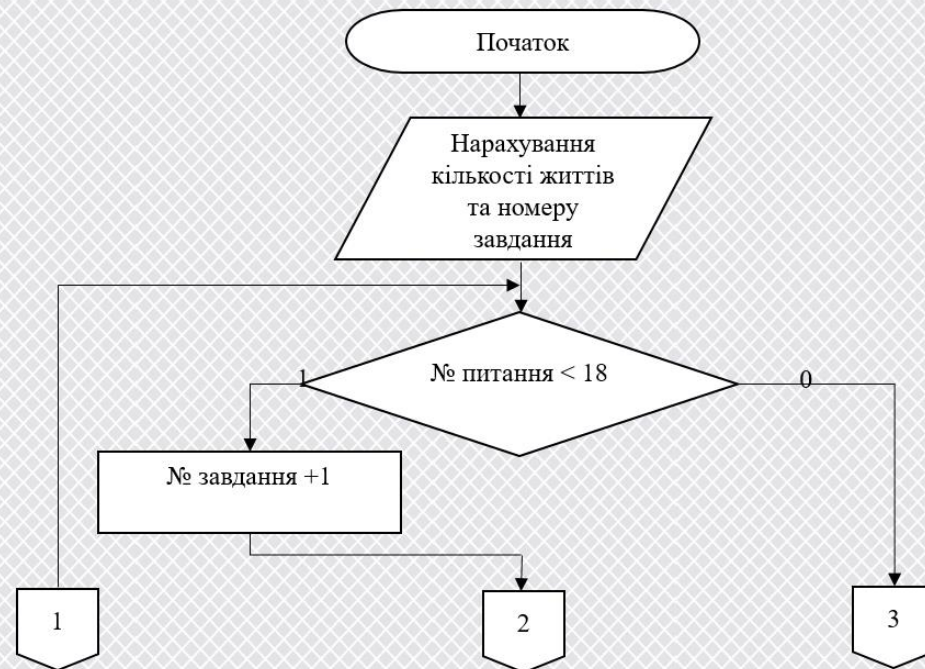 Початок
Нарахування
кількості життів
та номеру
завдання
№ питання < 18
1
0
№ завдання +1
1
2
3